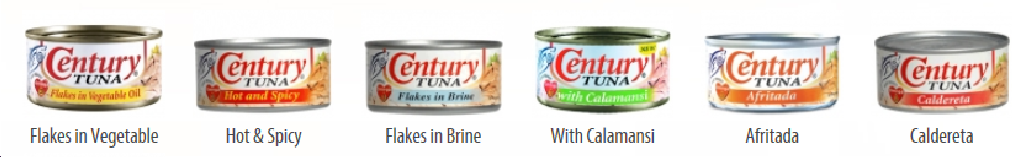 Century
TUNA
Flakes in Vegetable Oil
Century
TUNA
Hot and Spicy
Century
TUNA
Flakes in Brine
Century
TUNA
with Calamansi
Century
TUNA
Afritada
Century
TUNA
Caldereta
Flakes in Vegetable
Hot & Spicy
Flakes in Brine
With Calamansi
Afritada
Caldereta